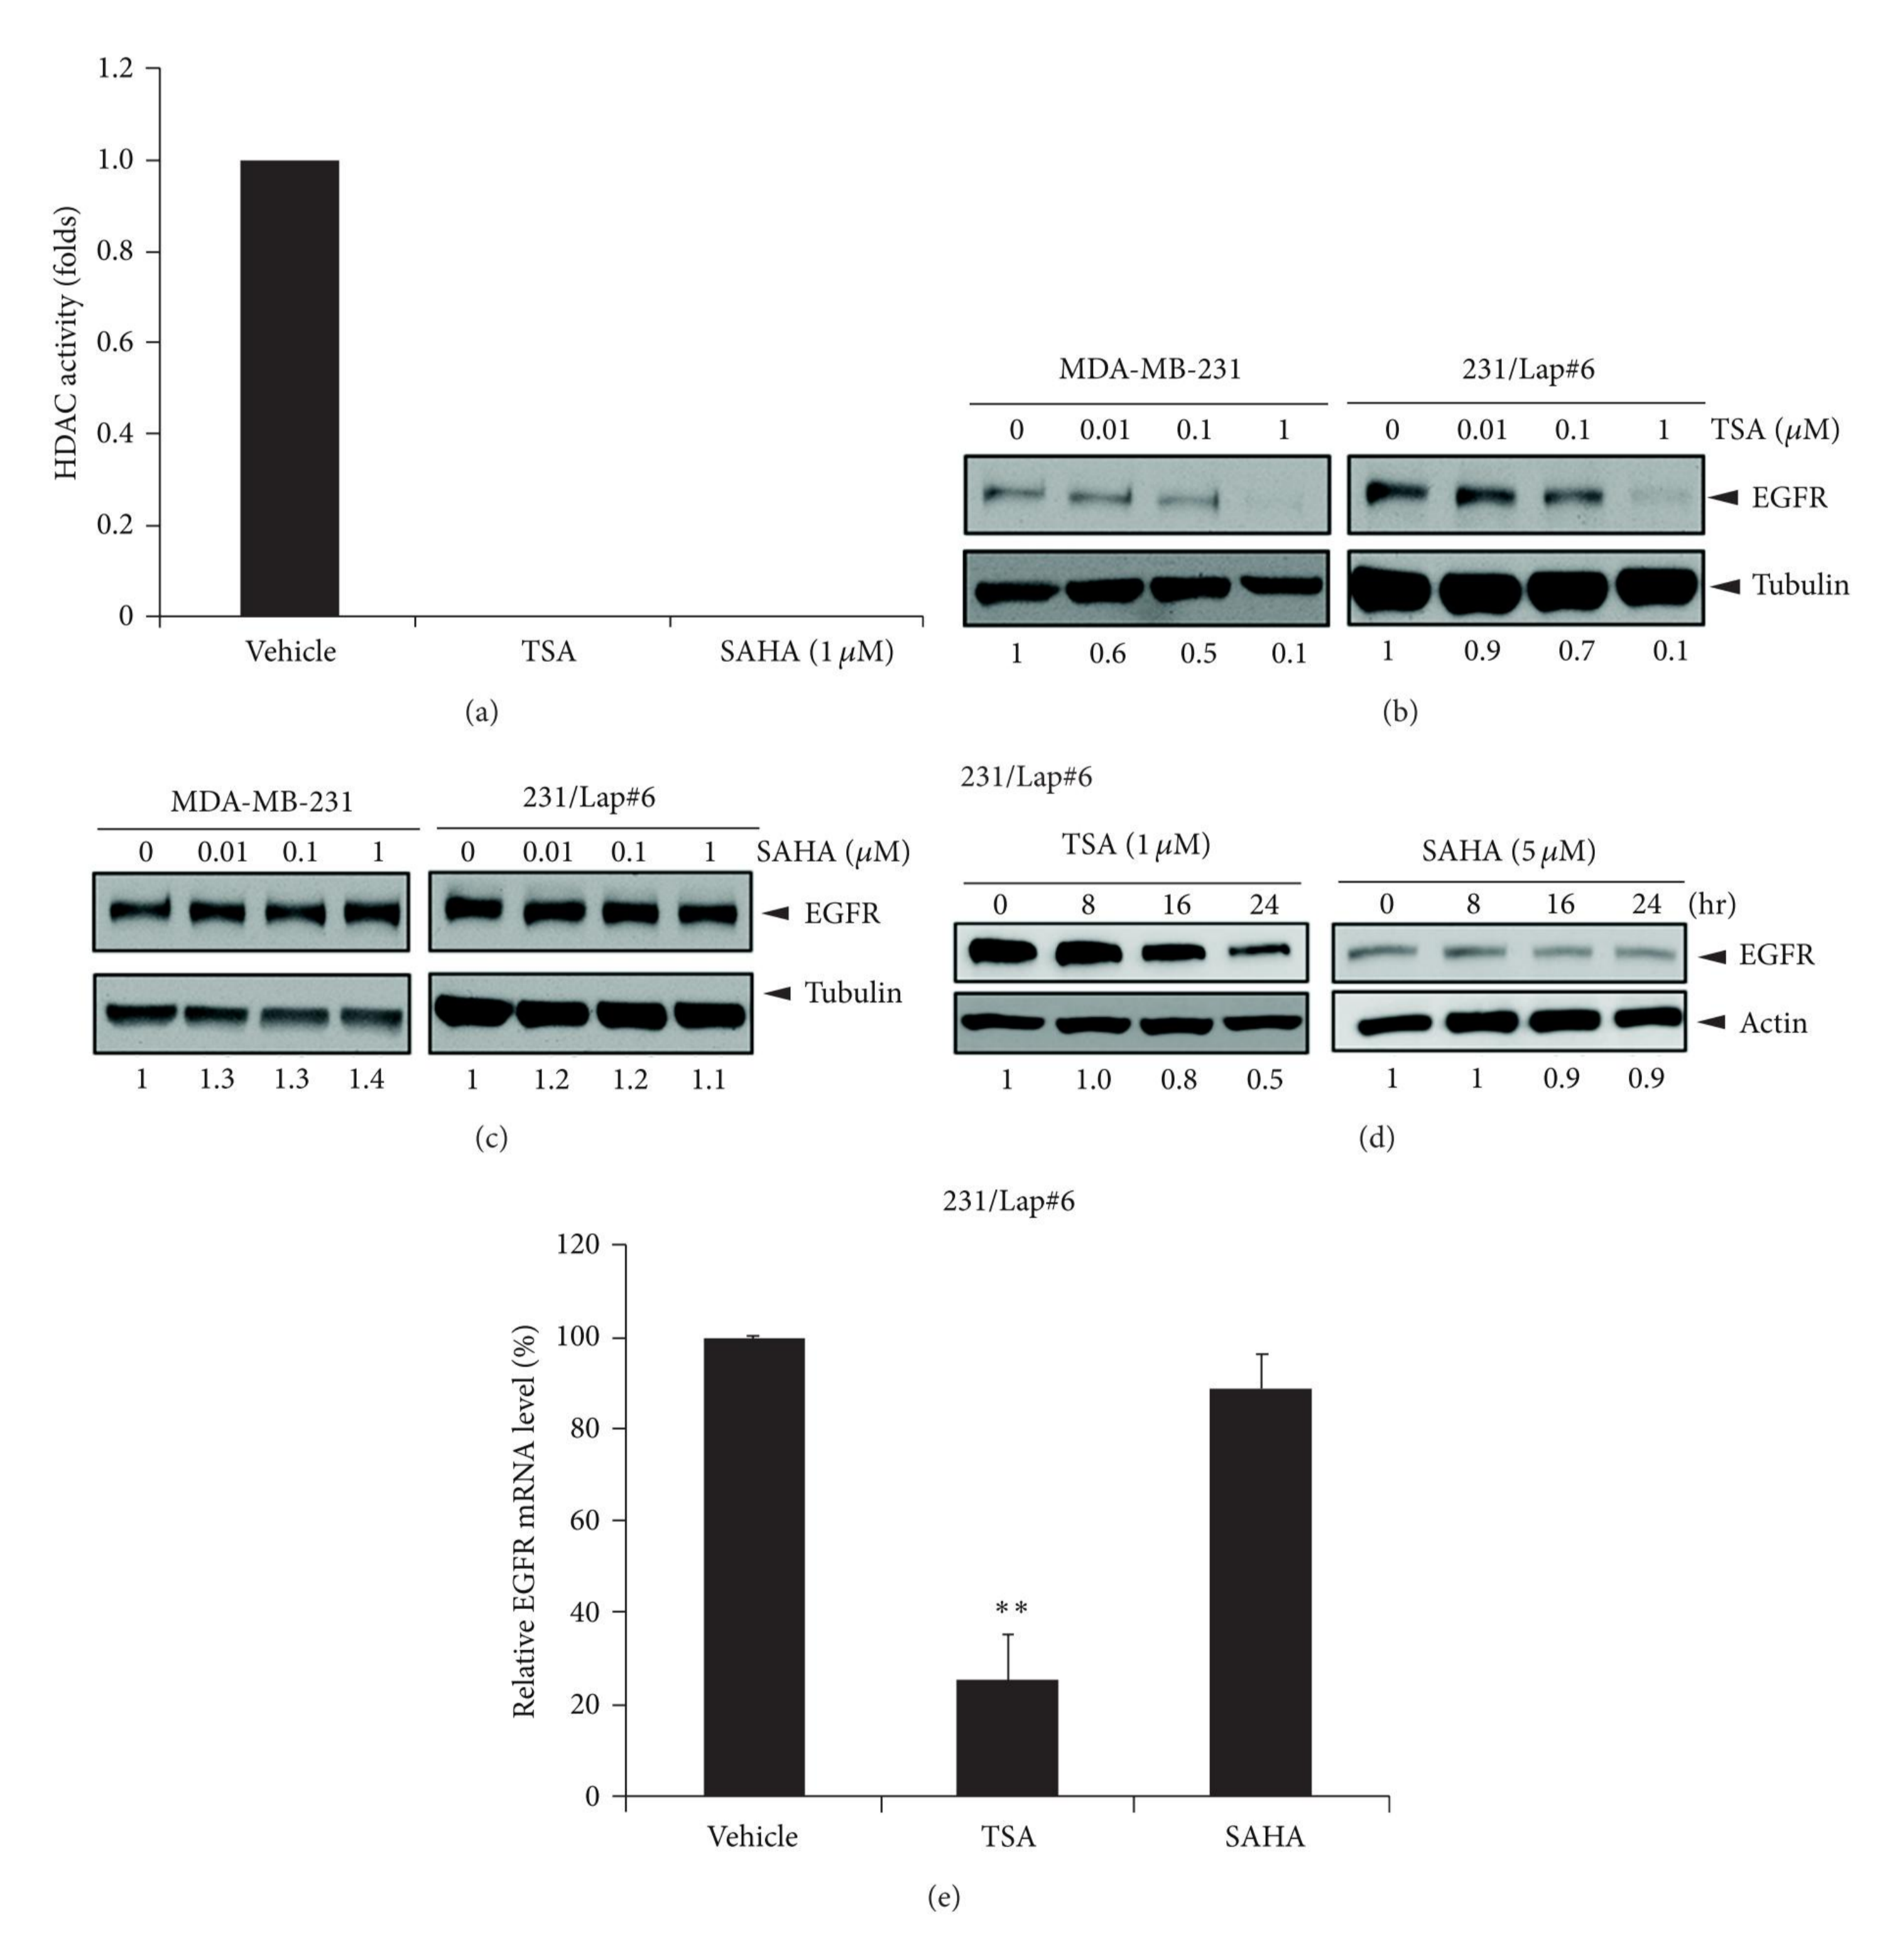 1.2
1.0
0.8
0.6
0.4
0.2
0
HDAC activity (folds)
Vehicle TSA SAHA (1 μM)
(a)
MDA-MB-231 231/Lap#6
0 0.01 0.1 1 0 0.01 0.1 1 TSA (μM)
EGFR
Tubulin
1 0.6 0.5 0.1 1 0.9 0.7 0.1
(b)
MDA-MB-231 231/Lap#6
0 0.01 0.1 1 0 0.01 0.1 1 SAHA (μM)
EGFR
Tubulin
1 1.3 1.3 1.4 1 1.2 1.2 1.1
(c)
231/Lap#6
TSA (1 μM) SAHA (5 μM)
0 8 16 24 0 8 16 24 (hr)
EGFR
Actin
1 1.0 0.8 0.5 1 1 0.9 0.9
(d)
231/Lap#6
120
100
80
60
40
20
0
Relative EGFR mRNA level (%)
**
Vehicle TSA SAHA
(e)